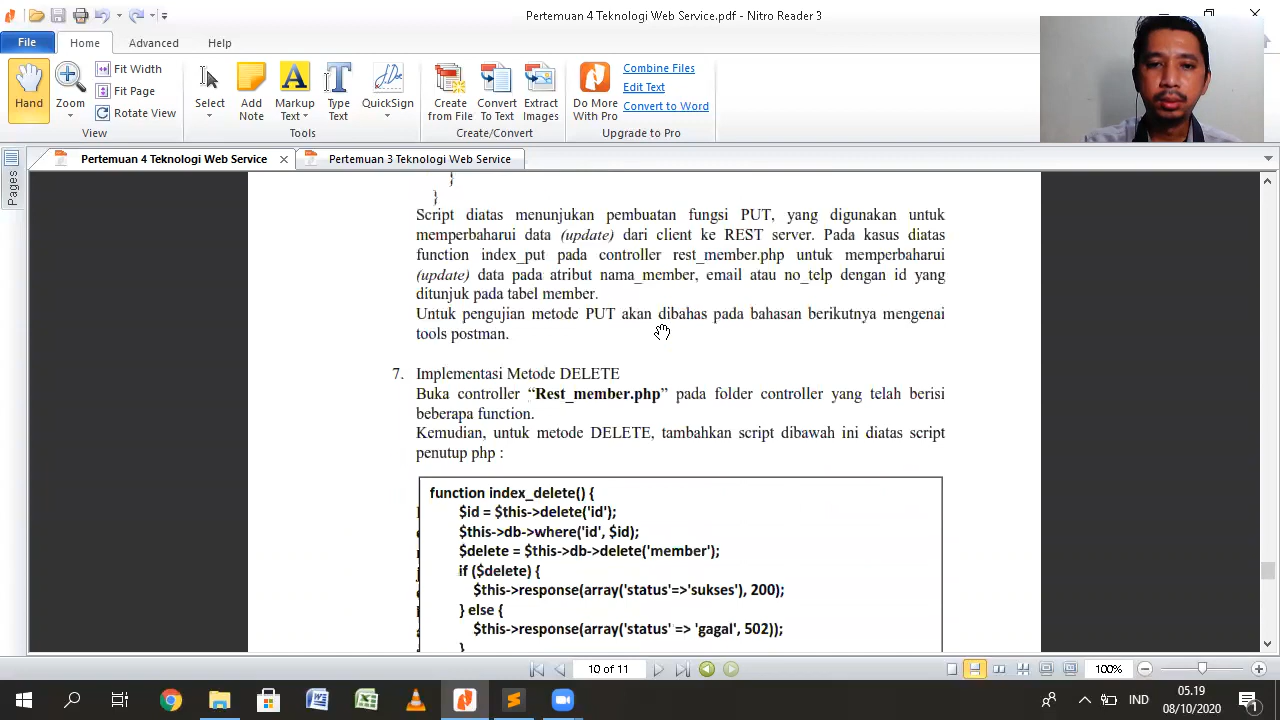 Pertemuan 4 Teknologi Web Service.pdf - Nitro Reader 3
File
Home
Advanced
Help
Hand
Zoom
Fit Width
Fit Page
Rotate View
View
Select
Add Note
Markup Text
Type Text
QuickSign
Tools
Create from File
Convert To Text
Extract Images
Create/Convert
Do More With Pro
Combine Files
Edit Text
Convert to Word
Upgrade to Pro
Pertemuan 4 Teknologi Web Service
Pertemuan 3 Teknologi Web Service
Pages
}
}
Script diatas menunjukan pembuatan fungsi PUT, yang digunakan untuk
memperbaharui data (update) dari client ke REST server. Pada kasus diatas
function index_put pada controller rest_member.php untuk memperbaharui
(update) data pada atribut nama_member, email atau no_telp dengan id yang
ditunjuk pada tabel member.
Untuk pengujian metode PUT akan dibahas pada bahasan berikutnya mengenai
tools postman.
7. Implementasi Metode DELETE
Buka controller “Rest_member.php” pada folder controller yang telah berisi
beberapa function.
Kemudian, untuk metode DELETE, tambahkan script dibawah ini diatas script
penutup php :
function index_delete() {
$id = $this->delete('id');
$this->db->where('id', $id);
$delete = $this->db->delete('member');
if ($delete) {
$this->response(array('status'=>'sukses'), 200);
} else {
$this->response(array('status' => 'gagal', 502));
}
10 of 11
100%
IND
05.19
08/10/2020
1